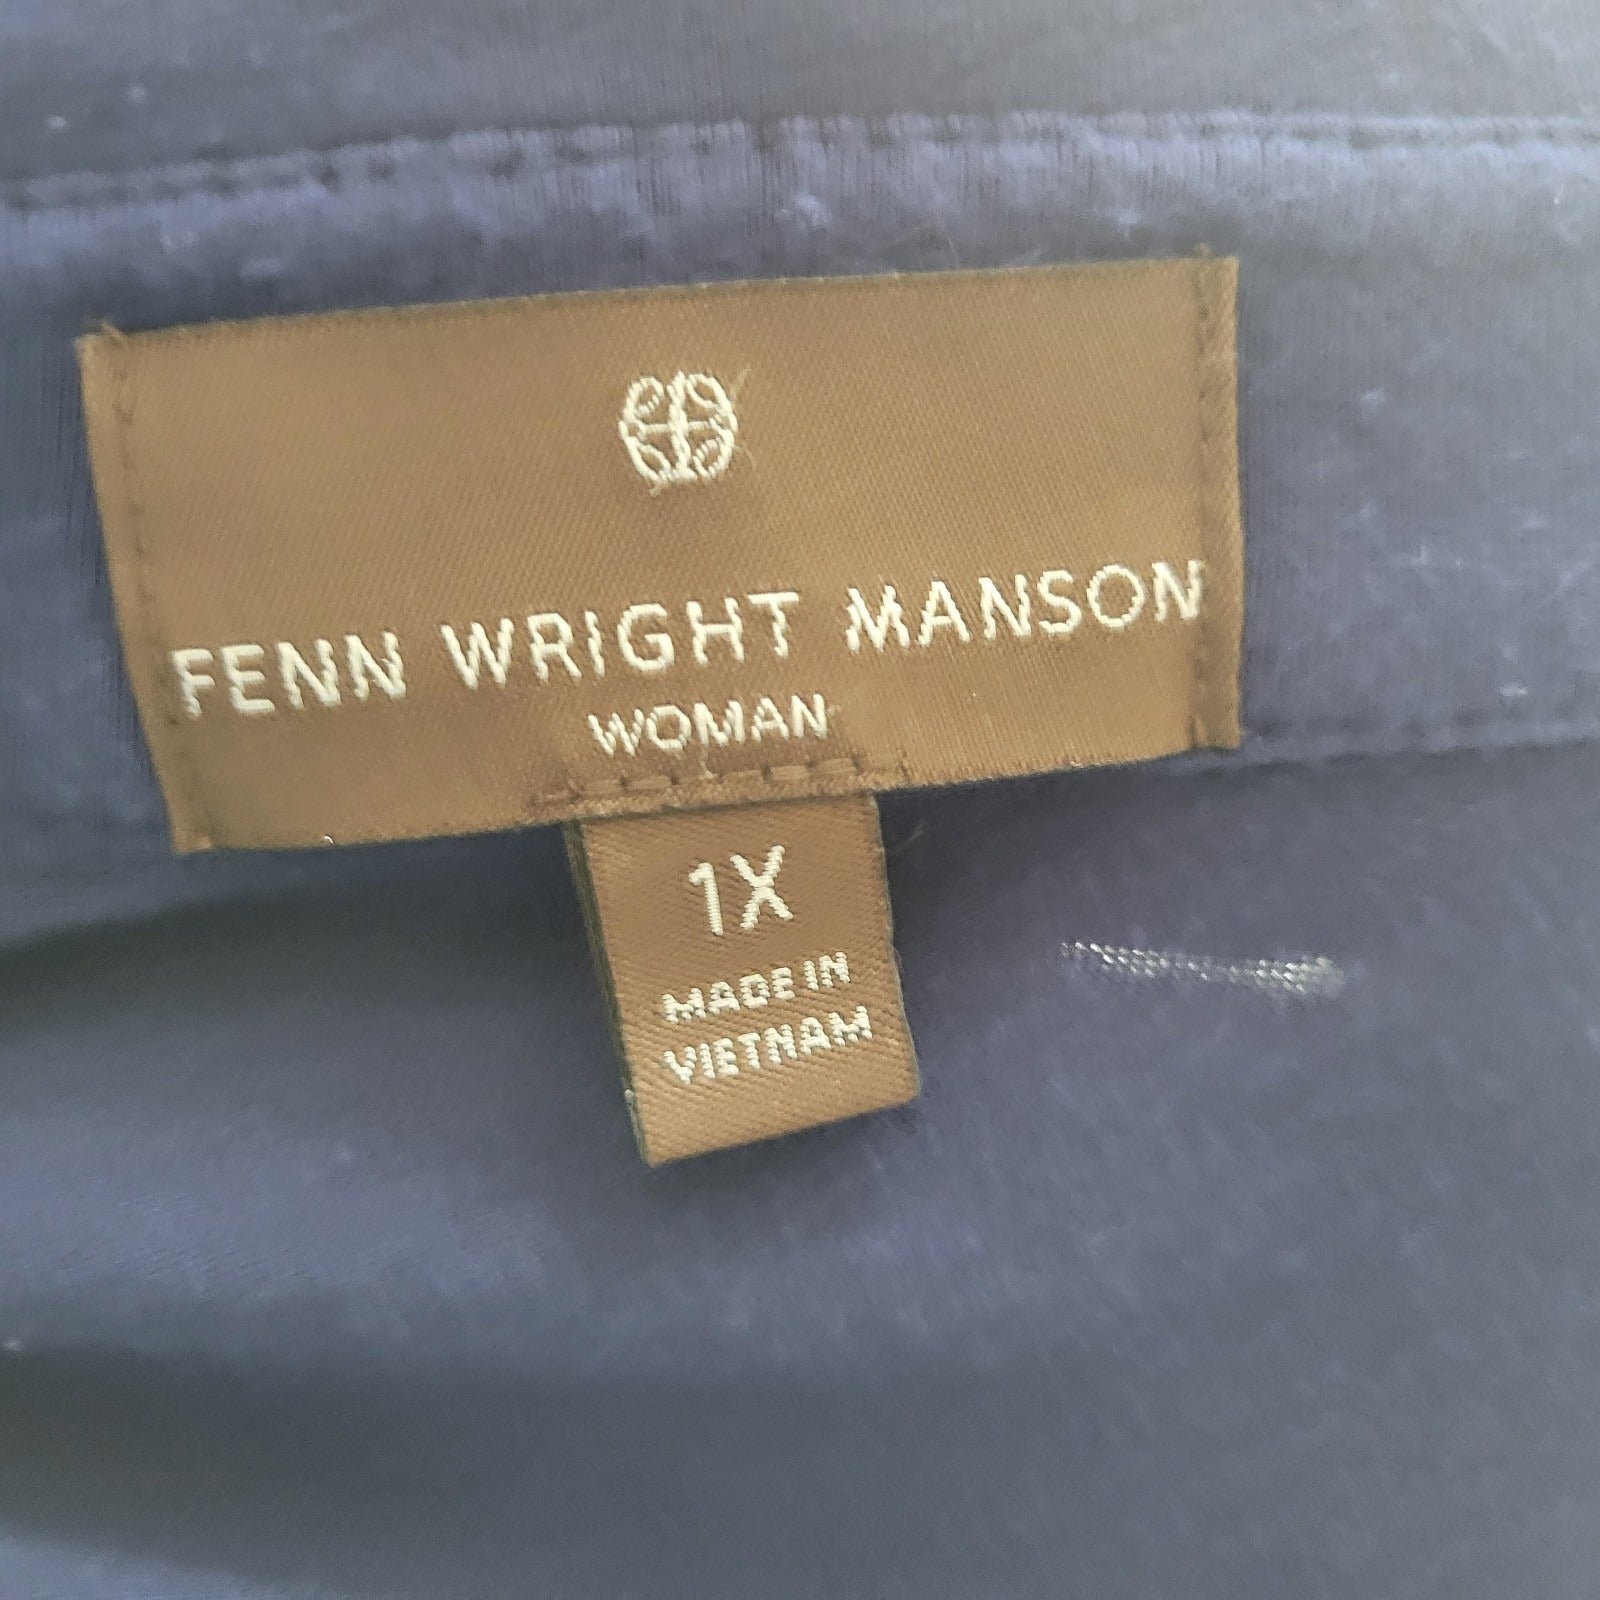 FENN WRIGHT MANSON
WOMAN
1X
MADE IN
VIETNAM